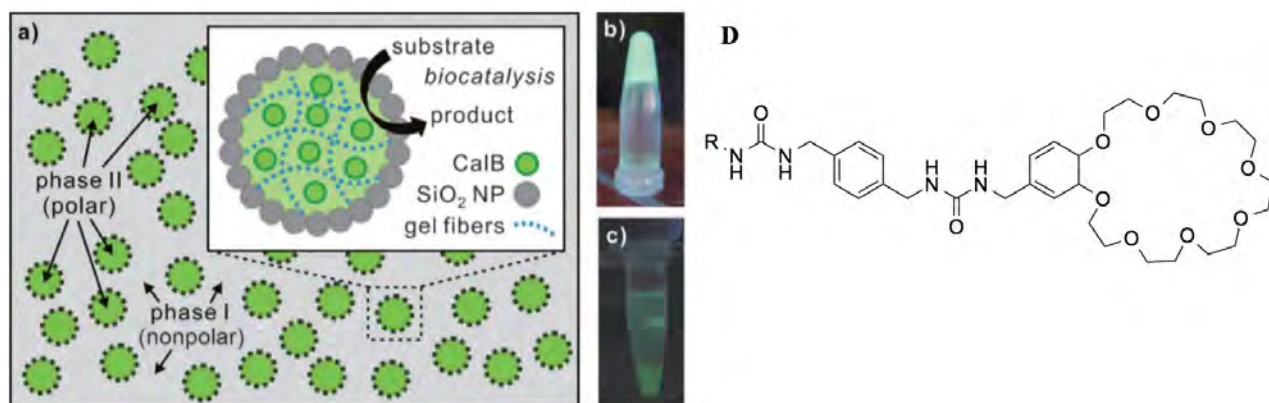 a)
substrate
biocatalysis
product
CalB
SiO₂ NP
gel fibers
phase II
(polar)
phase I
(nonpolar)
b)
c)
D
R
N
H
O
N
H
H
N
O
H
N
O
O
O
O
O
O
O
O